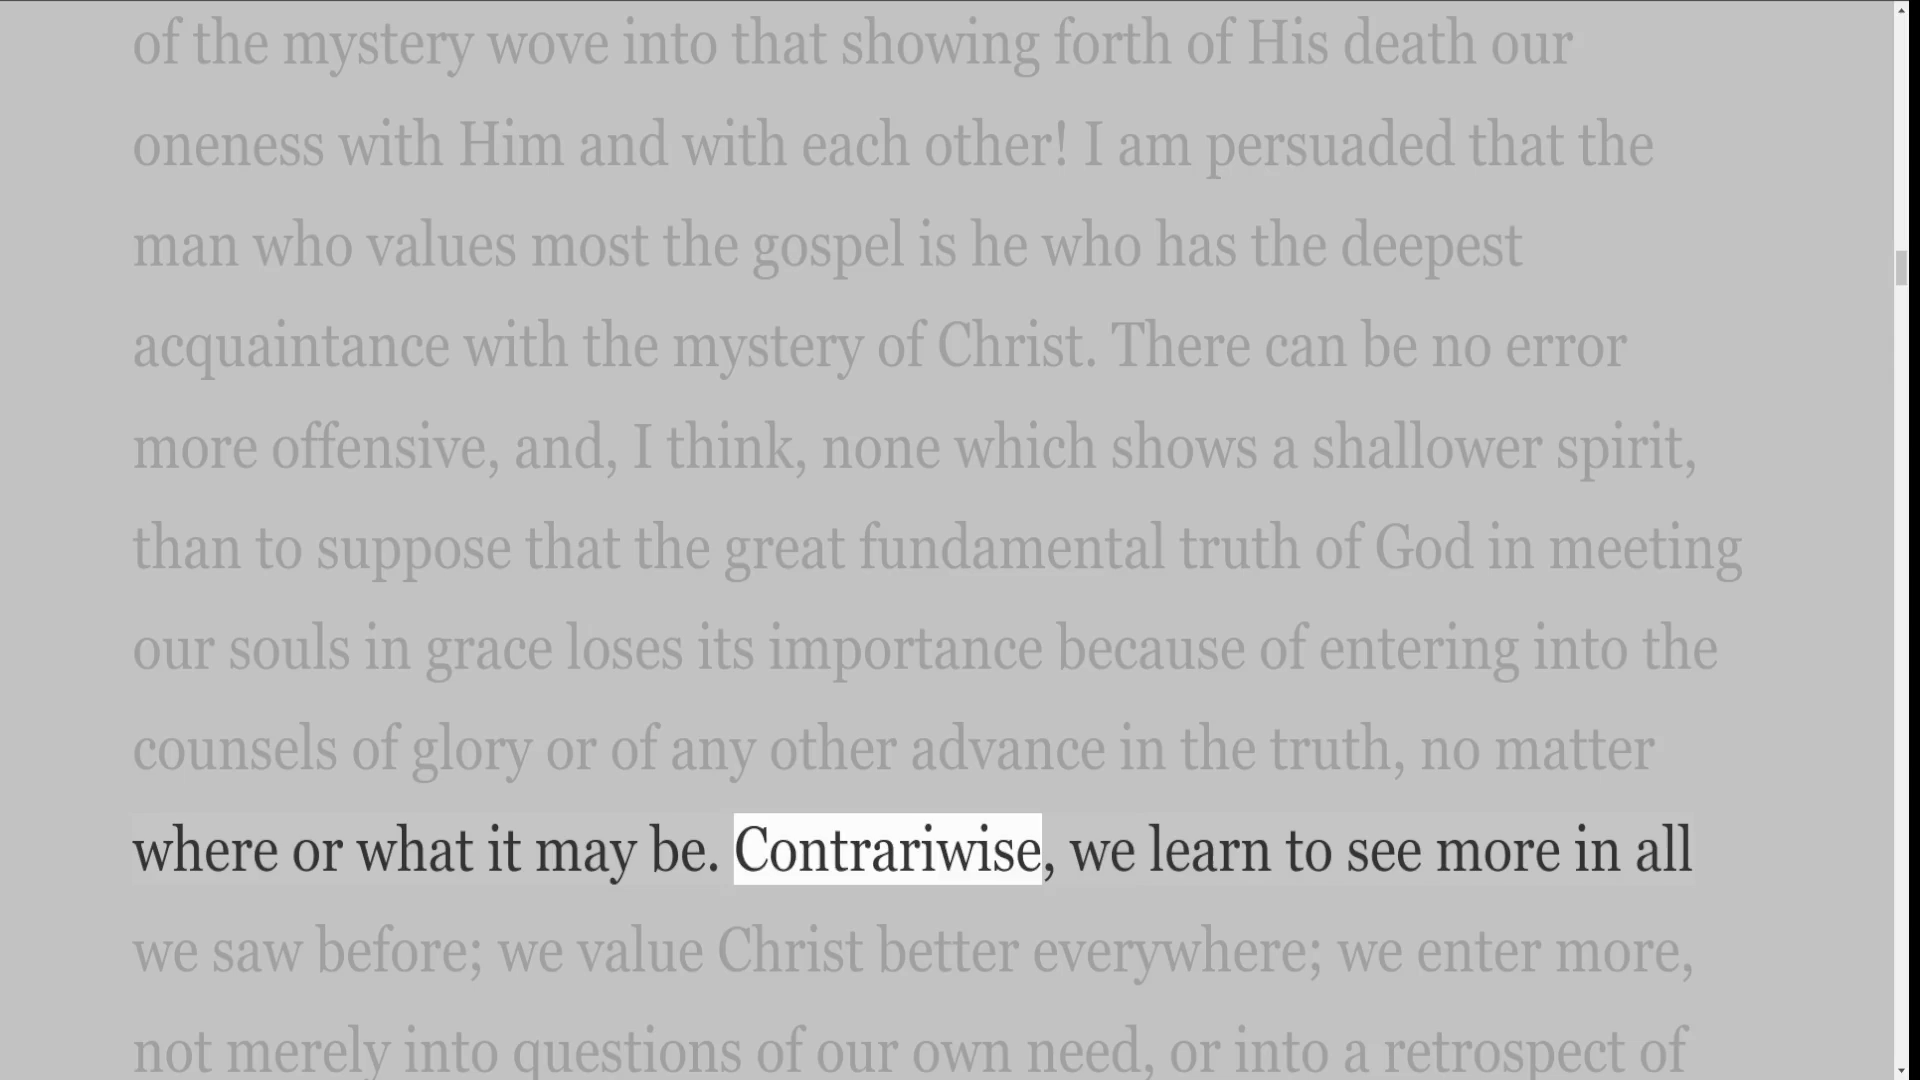 of the mystery wove into that showing forth of His death our
oneness with Him and with each other! I am persuaded that the
man who values most the gospel is he who has the deepest
acquaintance with the mystery of Christ. There can be no error
more offensive, and, I think, none which shows a shallower spirit,
than to suppose that the great fundamental truth of God in meeting
our souls in grace loses its importance because of entering into the
counsels of glory or of any other advance in the truth, no matter
where or what it may be. Contrariwise, we learn to see more in all
we saw before; we value Christ better everywhere; we enter more,
not merely into questions of our own need, or into a retrospect of